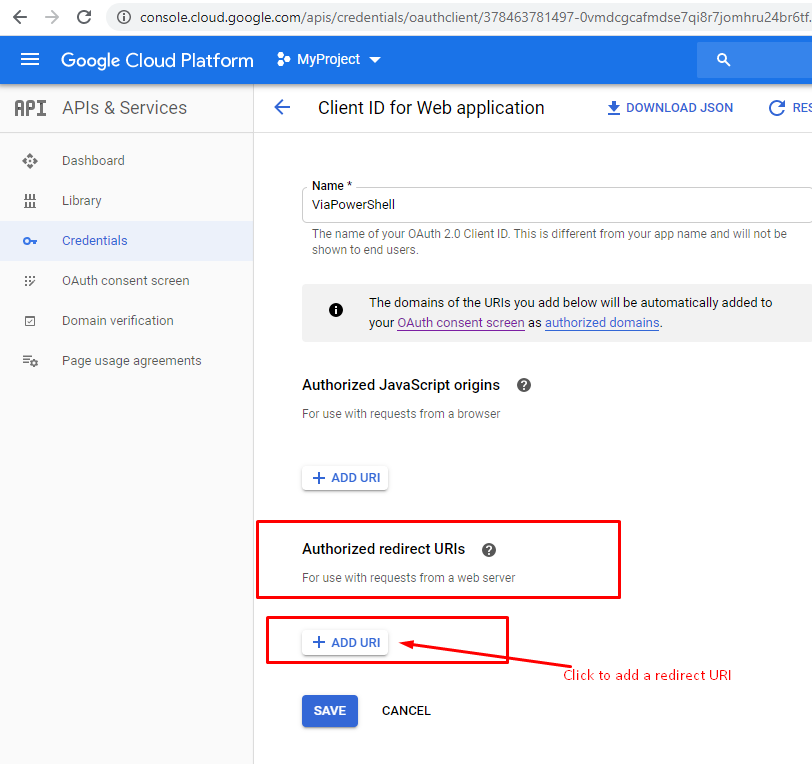 console.cloud.google.com/apis/credentials/oauthclient/378463781497-0vmdcgcafmdse7qi8r7jomhru24br6tf.
Google Cloud Platform
MyProject
API
APIs & Services
Client ID for Web application
DOWNLOAD JSON
RES
Dashboard
Library
Credentials
OAuth consent screen
Domain verification
Page usage agreements
Name *
ViaPowerShell
The name of your OAuth 2.0 Client ID. This is different from your app name and will not be
shown to end users.
The domains of the URIs you add below will be automatically added to
your OAuth consent screen as authorized domains.
Authorized JavaScript origins
For use with requests from a browser
ADD URI
Authorized redirect URIs
For use with requests from a web server
ADD URI
Click to add a redirect URI
SAVE
CANCEL